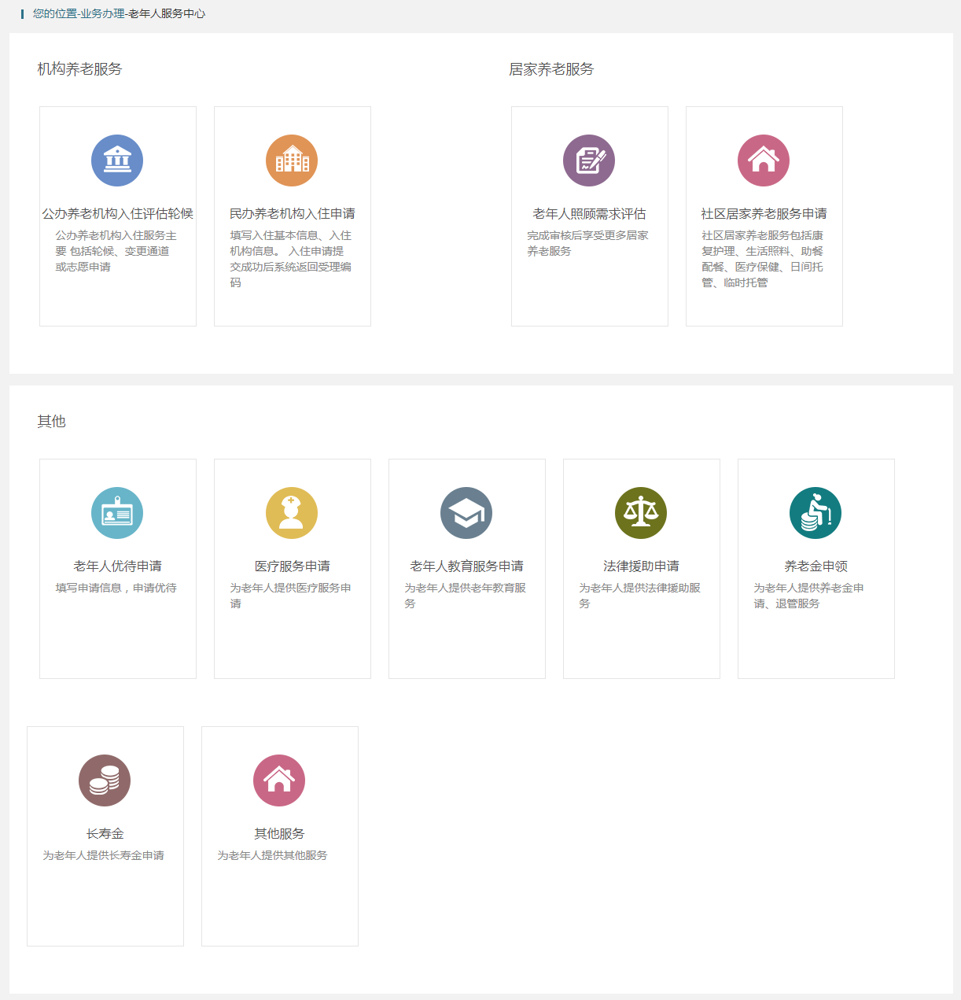 您的位置-业务办理-老年人服务中心
机构养老服务
居家养老服务
公办养老机构入住评估轮候
公办养老机构入住服务主
要 包括轮候、变更通道
或志愿申请
民办养老机构入住申请
填写入住基本信息、入住
机构信息。 入住申请提
交成功后系统返回受理编
码
老年人照顾需求评估
完成审核后享受更多居家
养老服务
社区居家养老服务申请
社区居家养老服务包括康
复护理、生活照料、助餐
配餐、医疗保健、日间托
管、临时托管
其他
老年人优待申请
填写申请信息，申请优待
医疗服务申请
为老年人提供医疗服务申
请
老年人教育服务申请
为老年人提供老年教育服
务
法律援助申请
为老年人提供法律援助服
务
养老金申领
为老年人提供养老金申
请、退管服务
长寿金
为老年人提供长寿金申请
其他服务
为老年人提供其他服务